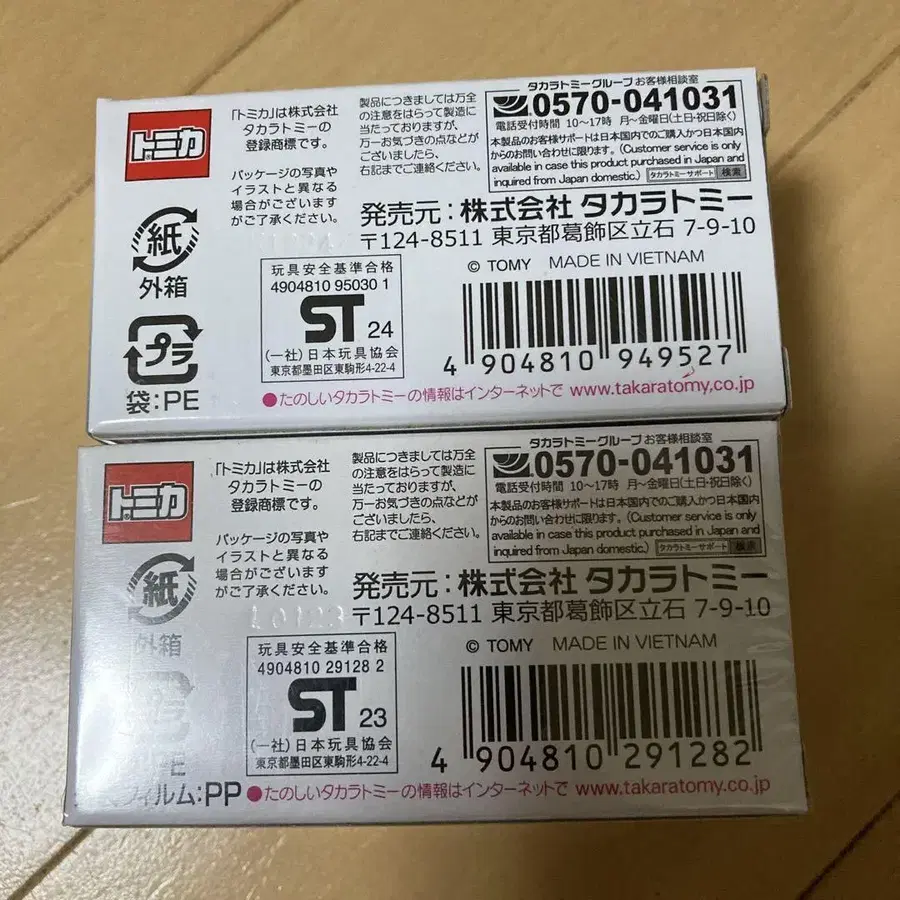 トミカ
「トミカ」は株式会社
タカラトミーの
登録商標です。
パッケージの写真や
イラストと異なる
場合がございます
がご了承ください。
製品につきましては万全
の注意をはらって製造に
当たっておりますが、
万一お気づきの点などが
ございましたら、
右記までご連絡ください。
タカラトミーグループ お客様相談室
0570-041031
電話受付時間 10〜17時 月〜金曜日(土日・祝日除く)
本製品のお客様サポートは日本国内でのご購入かつ日本国内
からのお問い合わせに限ります。(Customer service is only
available in case this product purchased in Japan and
inquired from Japan domestic.) タカラトミーサポート 検索
発売元:株式会社 タカラトミー
〒124-8511 東京都葛飾区立石 7-9-10
紙
外箱
プラ
袋:PE
玩具安全基準合格
4904810 95030 1
ST 24
(一社)日本玩具協会
東京都墨田区東駒形4-22-4
© TOMY MADE IN VIETNAM
4 904810 949527
●たのしいタカラトミーの情報はインターネットで www.takaratomy.co.jp
トミカ
「トミカ」は株式会社
タカラトミーの
登録商標です。
パッケージの写真や
イラストと異なる
場合がございます
がご了承ください。
製品につきましては万全
の注意をはらって製造に
当たっておりますが、
万一お気づきの点などが
ございましたら、
右記までご連絡ください。
タカラトミーグループ お客様相談室
0570-041031
電話受付時間 10〜17時 月〜金曜日(土日・祝日除く)
本製品のお客様サポートは日本国内でのご購入かつ日本国内
からのお問い合わせに限ります。(Customer service is only
available in case this product purchased in Japan and
inquired from Japan domestic.) タカラトミーサポート 検索
発売元:株式会社 タカラトミー
〒124-8511 東京都葛飾区立石 7-9-10
紙
外箱
プラ
フィルム:PP
玩具安全基準合格
4904810 29128 2
ST 23
(一社)日本玩具協会
東京都墨田区東駒形4-22-4
© TOMY MADE IN VIETNAM
4 904810 291282
●たのしいタカラトミーの情報はインターネットで www.takaratomy.co.jp